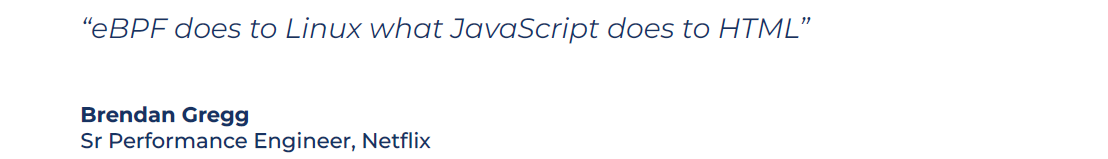 “eBPF does to Linux what JavaScript does to HTML”
Brendan Gregg
Sr Performance Engineer, Netflix